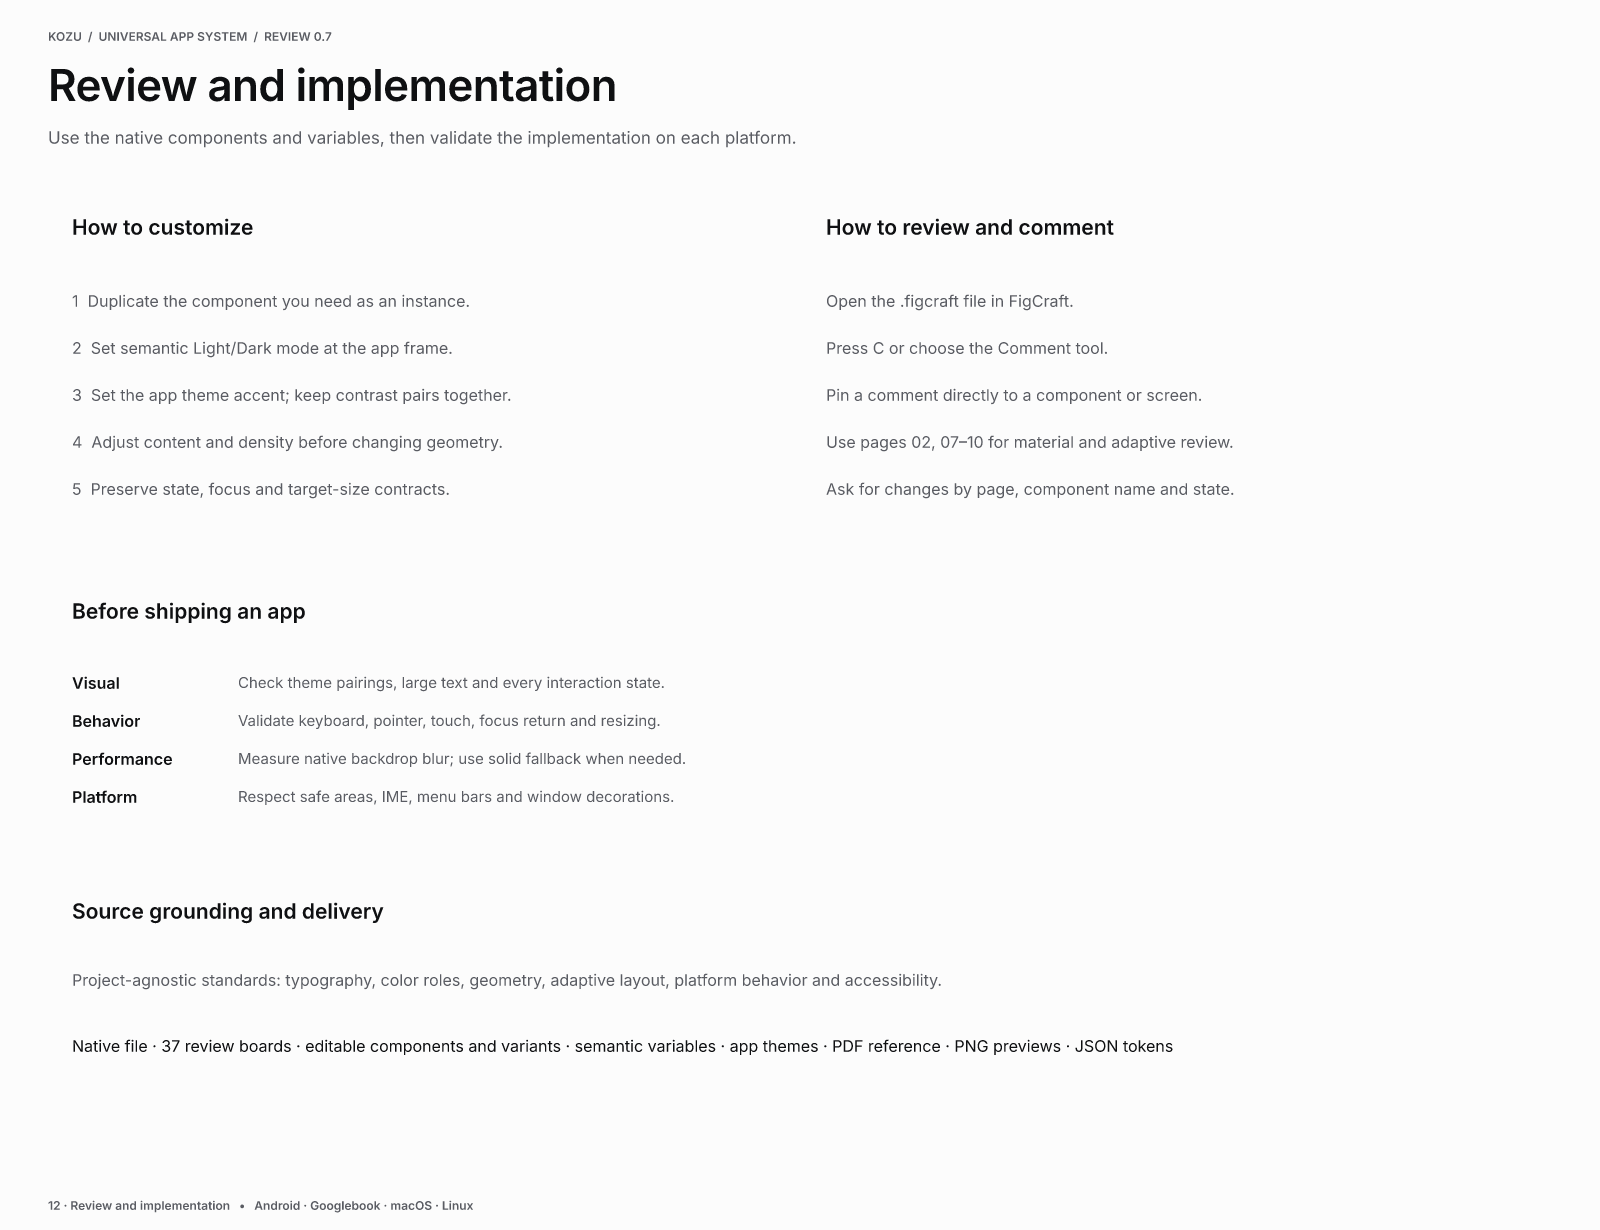 KOZU / UNIVERSAL APP SYSTEM / REVIEW 0.7
Review and implementation
Use the native components and variables, then validate the implementation on each platform.
How to customize
1 Duplicate the component you need as an instance.
2 Set semantic Light/Dark mode at the app frame.
3 Set the app theme accent; keep contrast pairs together.
4 Adjust content and density before changing geometry.
5 Preserve state, focus and target-size contracts.
How to review and comment
Open the .figcraft file in FigCraft.
Press C or choose the Comment tool.
Pin a comment directly to a component or screen.
Use pages 02, 07–10 for material and adaptive review.
Ask for changes by page, component name and state.
Before shipping an app
Visual Check theme pairings, large text and every interaction state.
Behavior Validate keyboard, pointer, touch, focus return and resizing.
Performance Measure native backdrop blur; use solid fallback when needed.
Platform Respect safe areas, IME, menu bars and window decorations.
Source grounding and delivery
Project-agnostic standards: typography, color roles, geometry, adaptive layout, platform behavior and accessibility.
Native file · 37 review boards · editable components and variants · semantic variables · app themes · PDF reference · PNG previews · JSON tokens
12 · Review and implementation • Android · Googlebook · macOS · Linux